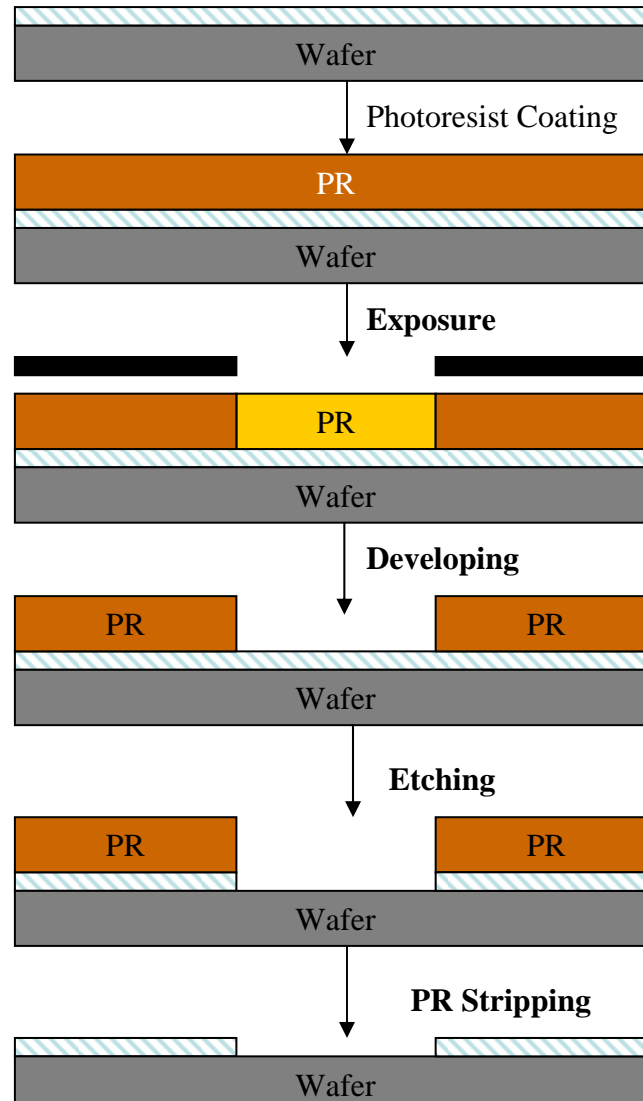 Wafer
Photoresist Coating
PR
Wafer
Exposure
PR
Wafer
Developing
PR PR
Wafer
Etching
PR PR
Wafer
PR Stripping
Wafer